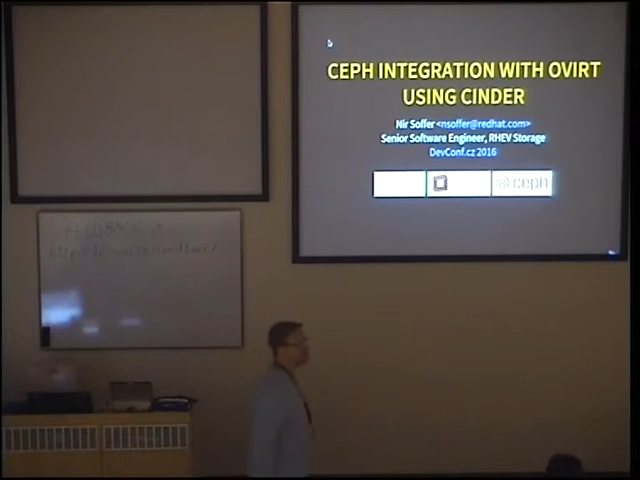 CEPH INTEGRATION WITH OVIRT
USING CINDER
Nir Soffer <nsoffer@redhat.com>
Senior Software Engineer, RHEV Storage
DevConf.cz 2016
ceph
FEEDBACK